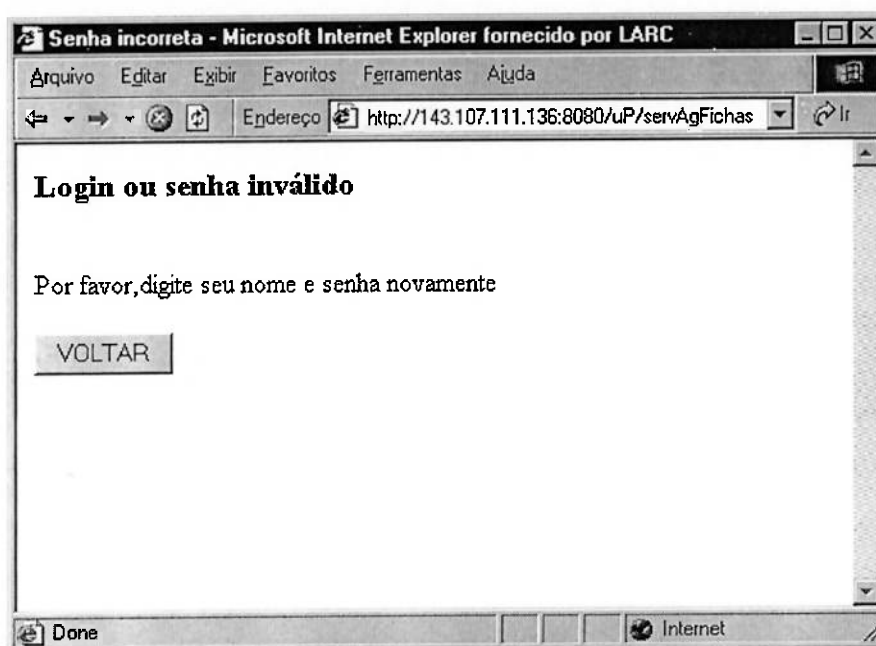 Senha incorreta - Microsoft Internet Explorer fornecido por LARC
Arquivo Editar Exibir Favoritos Ferramentas Ajuda
Endereço http://143.107.111.136:8080/uP/servAgFichas Ir
Login ou senha inválido
Por favor,digite seu nome e senha novamente
VOLTAR
Done Internet